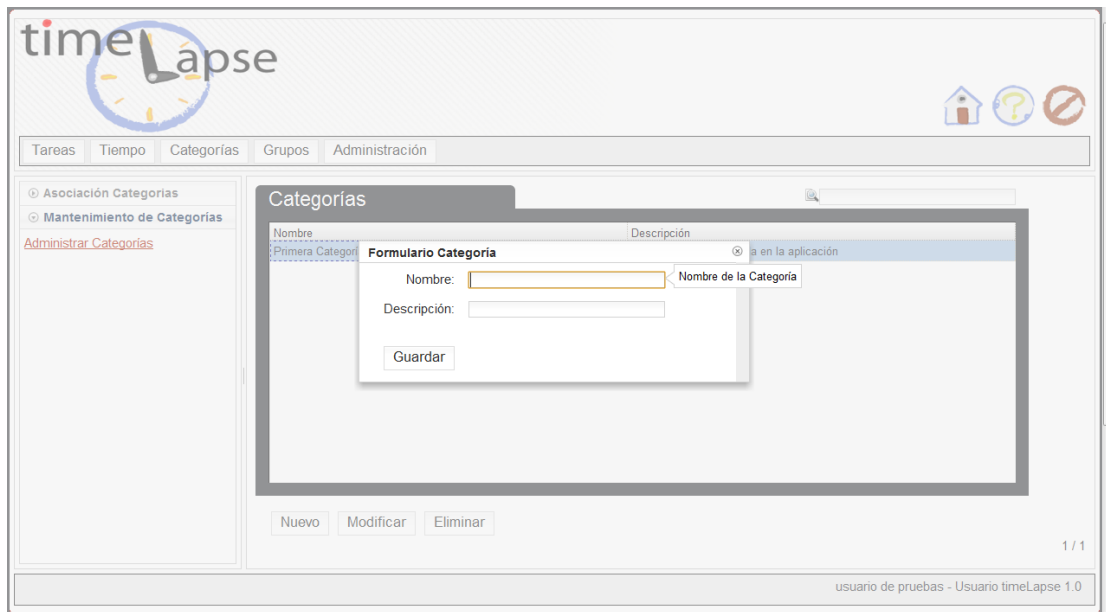 timeLapse
Tareas Tiempo Categorías Grupos Administración
Asociación Categorias
Mantenimiento de Categorías
Administrar Categorías
Categorías
Nombre Descripción
Primera Categorí a en la aplicación
Formulario Categoría
Nombre:
Nombre de la Categoría
Descripción:
Guardar
Nuevo Modificar Eliminar
1 / 1
usuario de pruebas - Usuario timeLapse 1.0